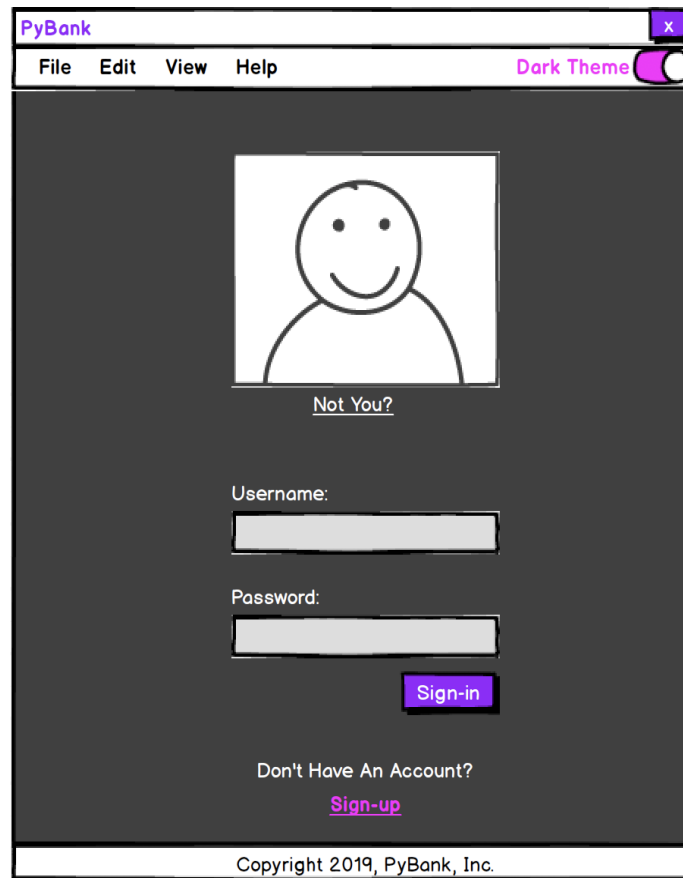 PyBank x
File Edit View Help Dark Theme
Not You?
Username:
Password:
Sign-in
Don't Have An Account?
Sign-up
Copyright 2019, PyBank, Inc.